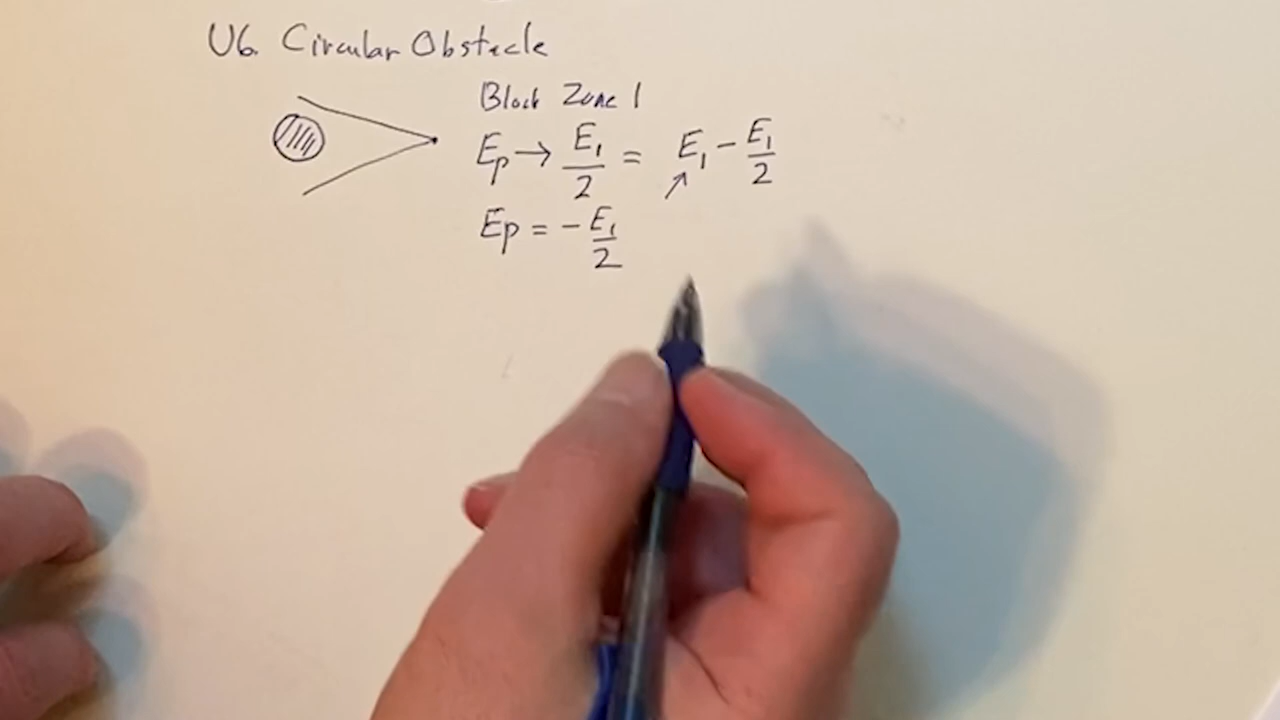 U6. Circular Obstacle
Block Zone 1
Ep → E₁/2 = E₁ - E₁/2
Ep = - E₁/2